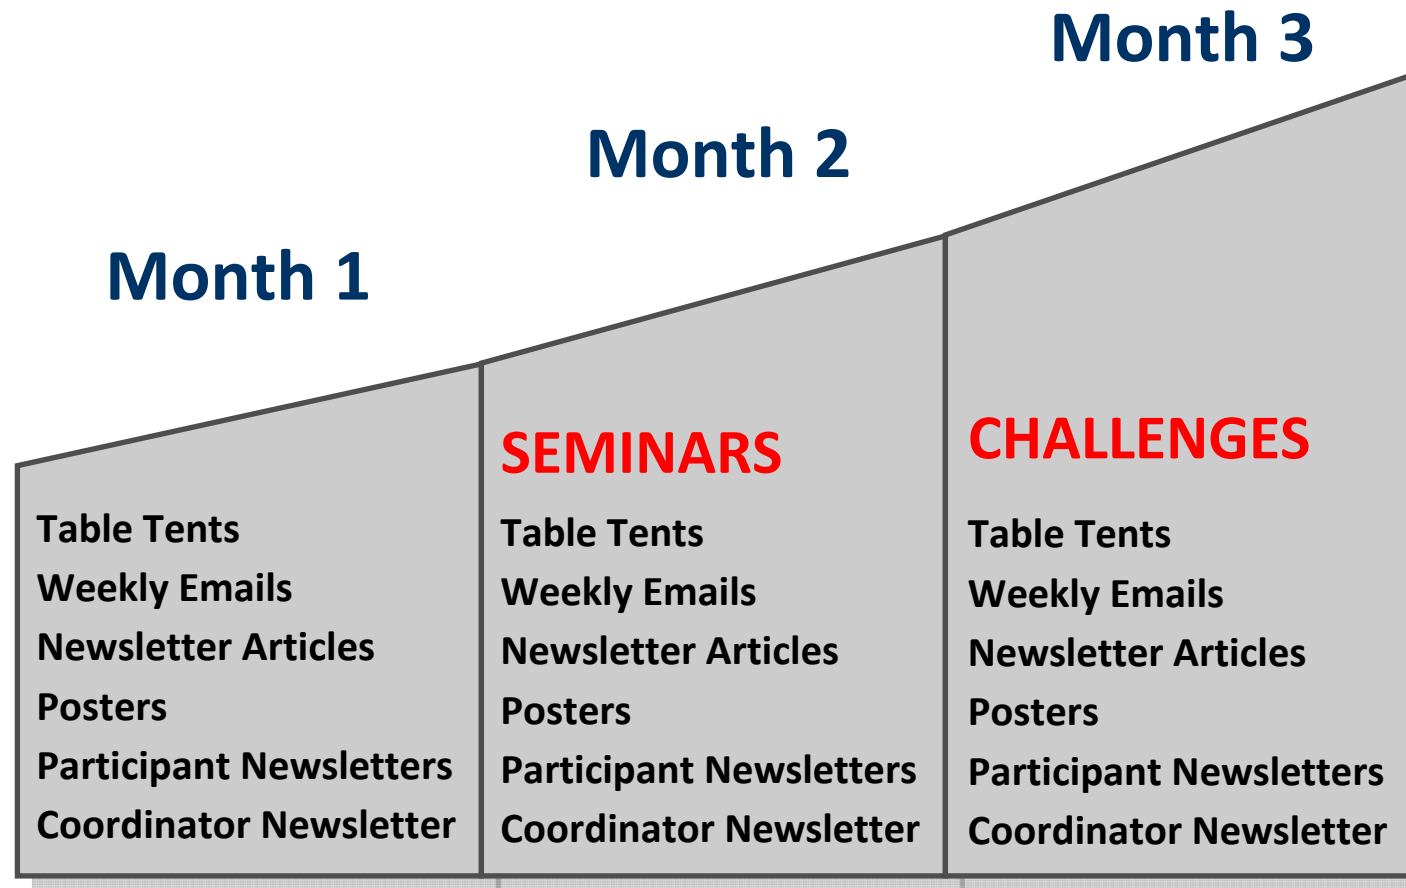 Month 1
Table Tents
Weekly Emails
Newsletter Articles
Posters
Participant Newsletters
Coordinator Newsletter
Month 2
SEMINARS
Table Tents
Weekly Emails
Newsletter Articles
Posters
Participant Newsletters
Coordinator Newsletter
Month 3
CHALLENGES
Table Tents
Weekly Emails
Newsletter Articles
Posters
Participant Newsletters
Coordinator Newsletter